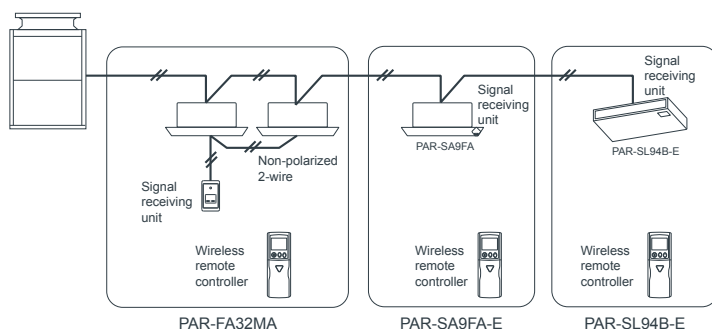 Signal
receiving
unit
PAR-SA9FA
Signal
receiving
unit
PAR-SL94B-E
Non-polarized
2-wire
Signal
receiving
unit
Wireless
remote
controller
Wireless
remote
controller
Wireless
remote
controller
PAR-FA32MA
PAR-SA9FA-E
PAR-SL94B-E